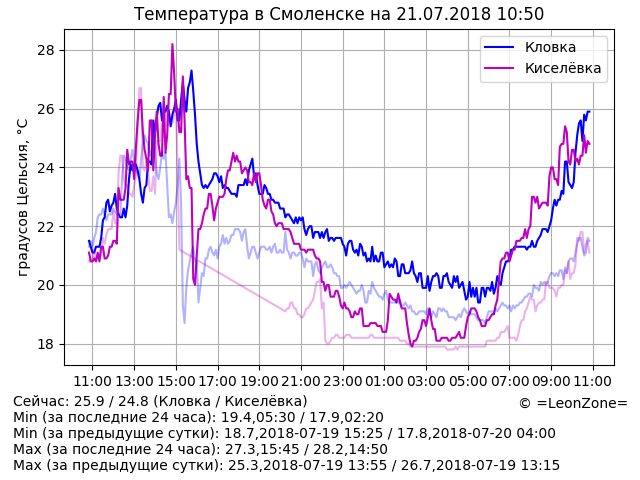 Температура в Смоленске на 21.07.2018 10:50
Кловка
Киселёвка
градусов Цельсия, °C
28
26
24
22
20
18
11:00 13:00 15:00 17:00 19:00 21:00 23:00 01:00 03:00 05:00 07:00 09:00 11:00
Сейчас: 25.9 / 24.8 (Кловка / Киселёвка)
© =LeonZone=
Min (за последние 24 часа): 19.4,05:30 / 17.9,02:20
Min (за предыдущие сутки): 18.7,2018-07-19 15:25 / 17.8,2018-07-20 04:00
Max (за последние 24 часа): 27.3,15:45 / 28.2,14:50
Max (за предыдущие сутки): 25.3,2018-07-19 13:55 / 26.7,2018-07-19 13:15